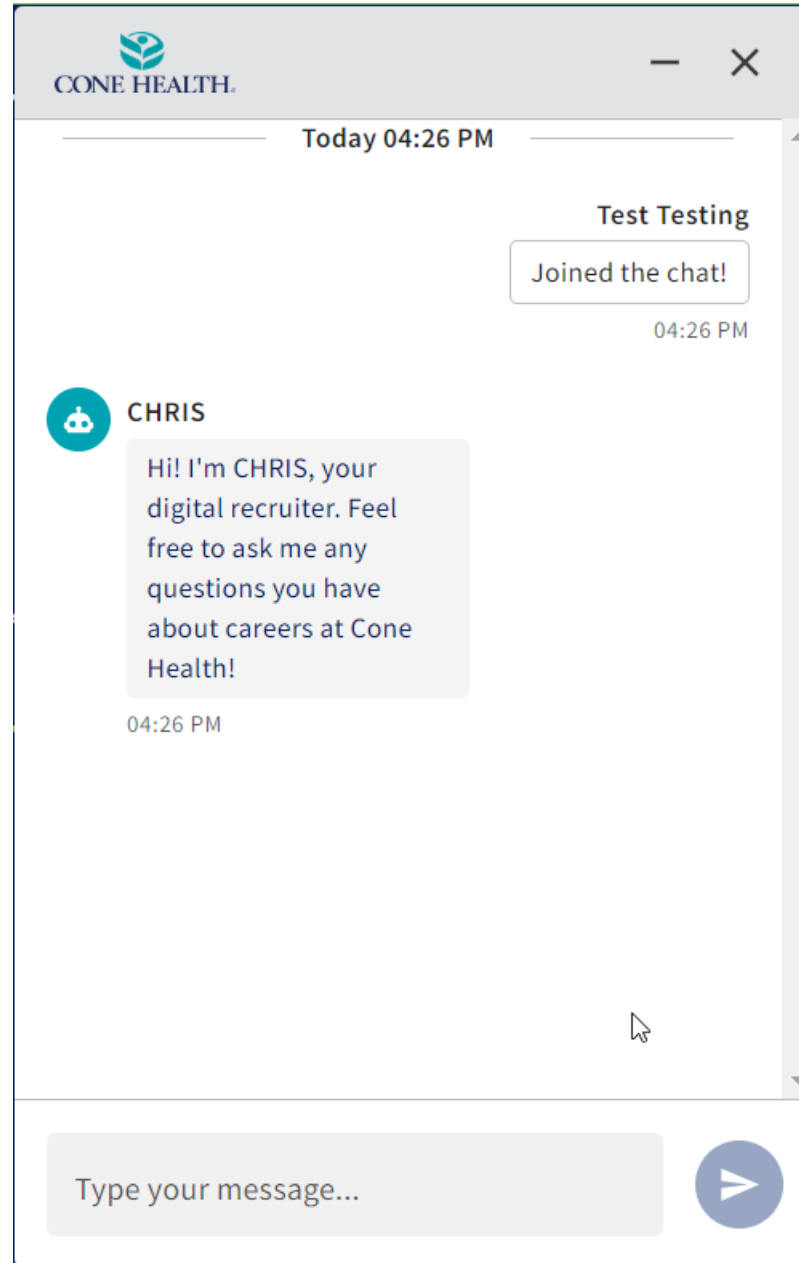 CONE HEALTH.
Today 04:26 PM
Test Testing
Joined the chat!
04:26 PM
CHRIS
Hi! I'm CHRIS, your
digital recruiter. Feel
free to ask me any
questions you have
about careers at Cone
Health!
04:26 PM
Type your message...